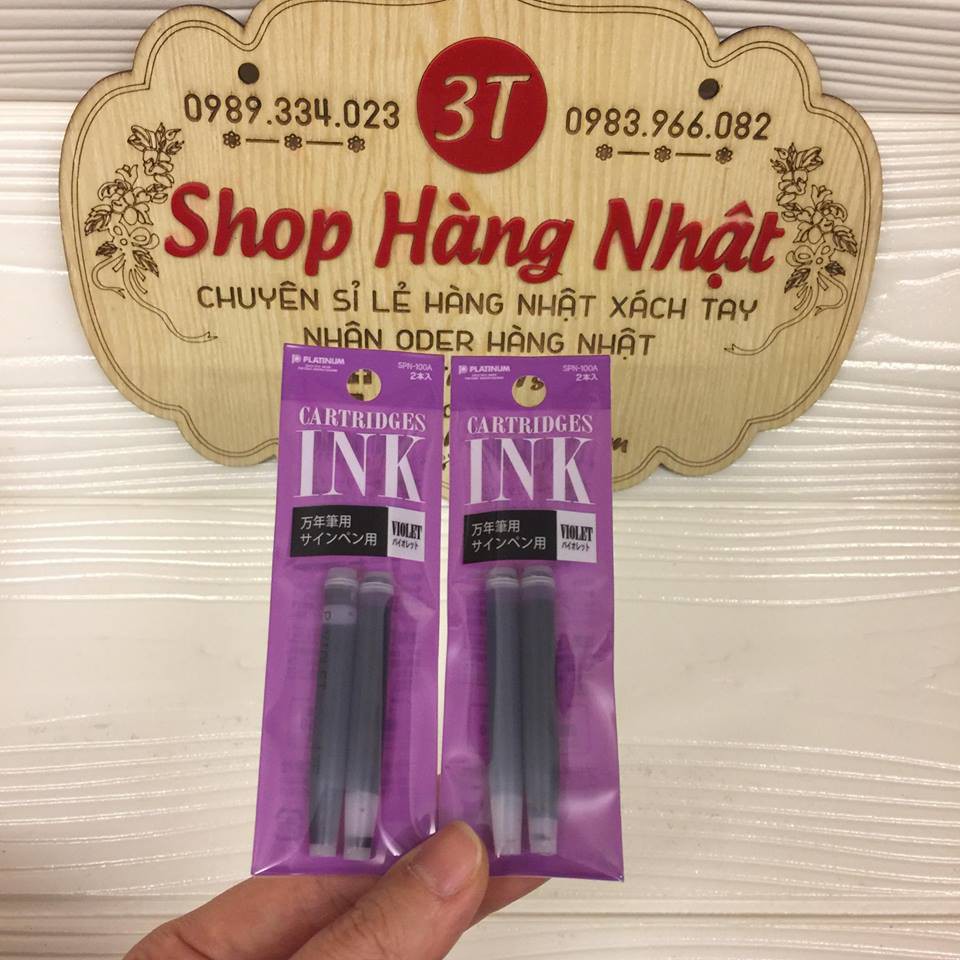 0989.334.023 3T 0983.966.082
Shop Hàng Nhật
CHUYÊN SỈ LẺ HÀNG NHẬT XÁCH TAY
NHẬN ODER HÀNG NHẬT
PLATINUM SPN-100A
2本入
CARTRIDGES
INK
万年筆用
サインペン用
VIOLET
バイオレット
PLATINUM SPN-100A
2本入
CARTRIDGES
INK
万年筆用
サインペン用
VIOLET
バイオレット